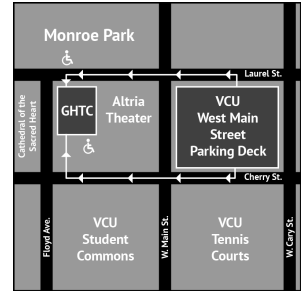 Monroe Park
Laurel St.
Cathedral of the
Sacred Heart
GHTC
Altria
Theater
VCU
West Main
Street
Parking Deck
Cherry St.
Floyd Ave.
VCU
Student
Commons
W. Main St.
VCU
Tennis
Courts
W. Cary St.